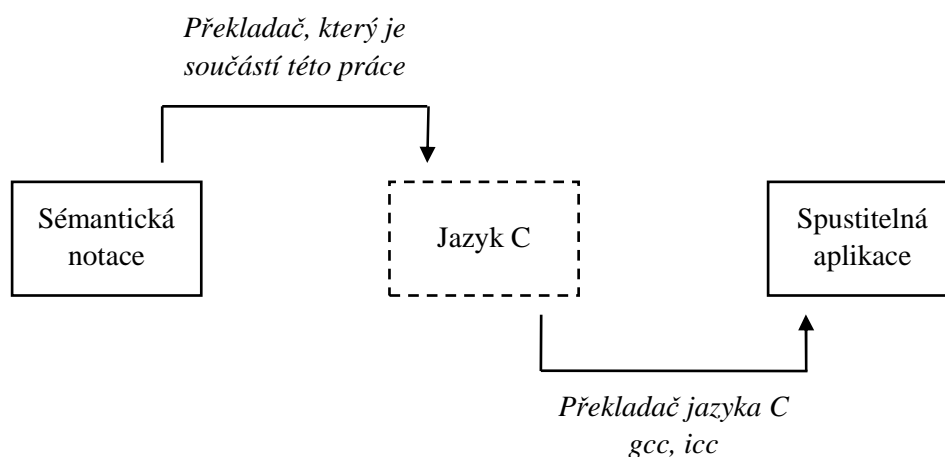 Překladač, který je
součástí této práce
Sémantická
notace
Jazyk C
Spustitelná
aplikace
Překladač jazyka C
gcc, icc